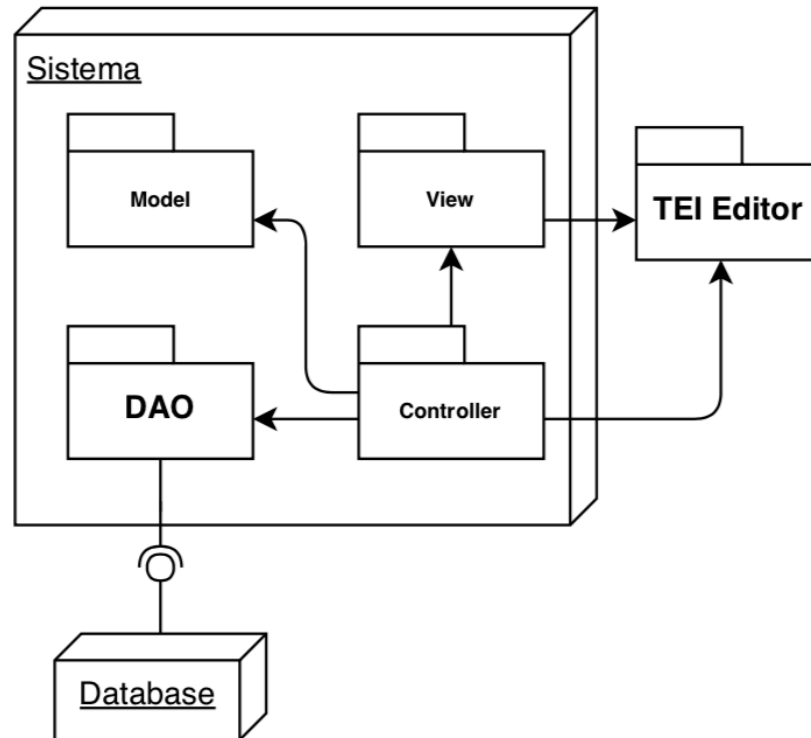 Sistema
Model
View
TEI Editor
DAO
Controller
Database